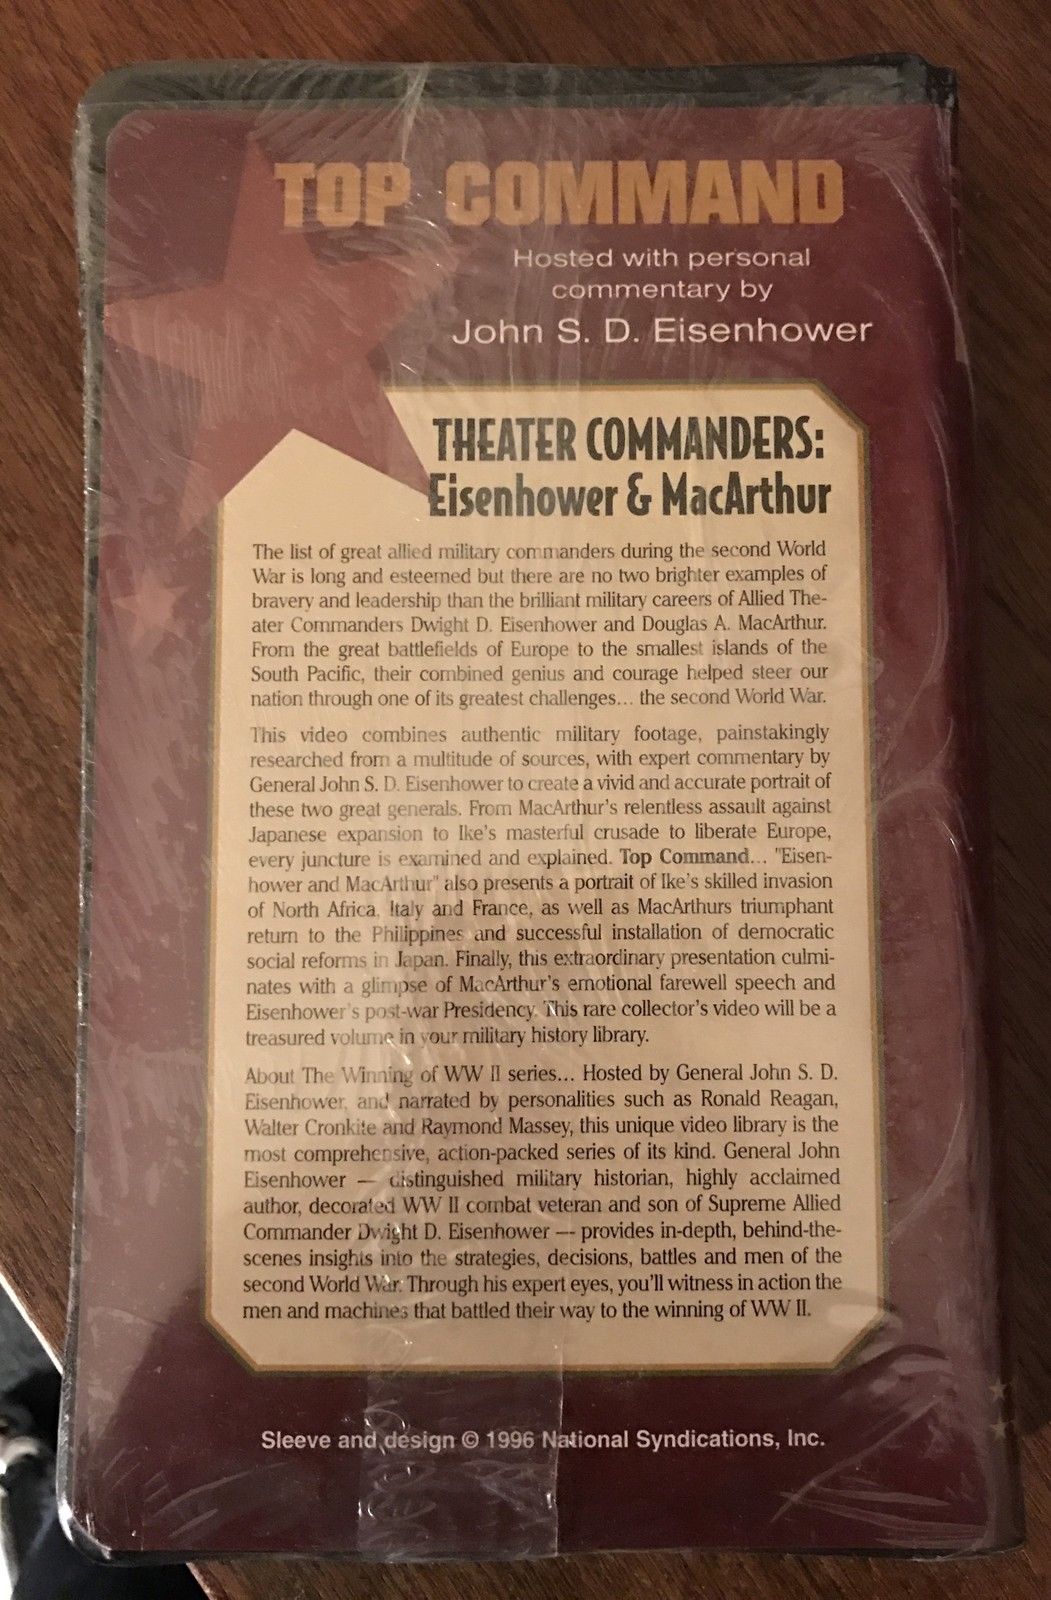 TOP COMMAND
Hosted with personal
commentary by
John S. D. Eisenhower
THEATER COMMANDERS:
Eisenhower & MacArthur
The list of great allied military commanders during the second World
War is long and esteemed but there are no two brighter examples of
bravery and leadership than the brilliant military careers of Allied The-
ater Commanders Dwight D. Eisenhower and Douglas A. MacArthur.
From the great battlefields of Europe to the smallest islands of the
South Pacific, their combined genius and courage helped steer our
nation through one of its greatest challenges... the second World War.
This video combines authentic military footage, painstakingly
researched from a multitude of sources, with expert commentary by
General John S. D. Eisenhower to create a vivid and accurate portrait of
these two great generals. From MacArthur's relentless assault against
Japanese expansion to Ike's masterful crusade to liberate Europe,
every juncture is examined and explained. Top Command... "Eisen-
hower and MacArthur" also presents a portrait of Ike's skilled invasion
of North Africa, Italy and France, as well as MacArthurs triumphant
return to the Philippines and successful installation of democratic
social reforms in Japan. Finally, this extraordinary presentation culmi-
nates with a glimpse of MacArthur's emotional farewell speech and
Eisenhower's post-war Presidency. This rare collector's video will be a
treasured volume in your military history library.
About The Winning of WW II series... Hosted by General John S. D.
Eisenhower, and narrated by personalities such as Ronald Reagan,
Walter Cronkite and Raymond Massey, this unique video library is the
most comprehensive, action-packed series of its kind. General John
Eisenhower — distinguished military historian, highly acclaimed
author, decorated WW II combat veteran and son of Supreme Allied
Commander Dwight D. Eisenhower — provides in-depth, behind-the-
scenes insights into the strategies, decisions, battles and men of the
second World War. Through his expert eyes, you'll witness in action the
men and machines that battled their way to the winning of WW II.
Sleeve and design © 1996 National Syndications, Inc.